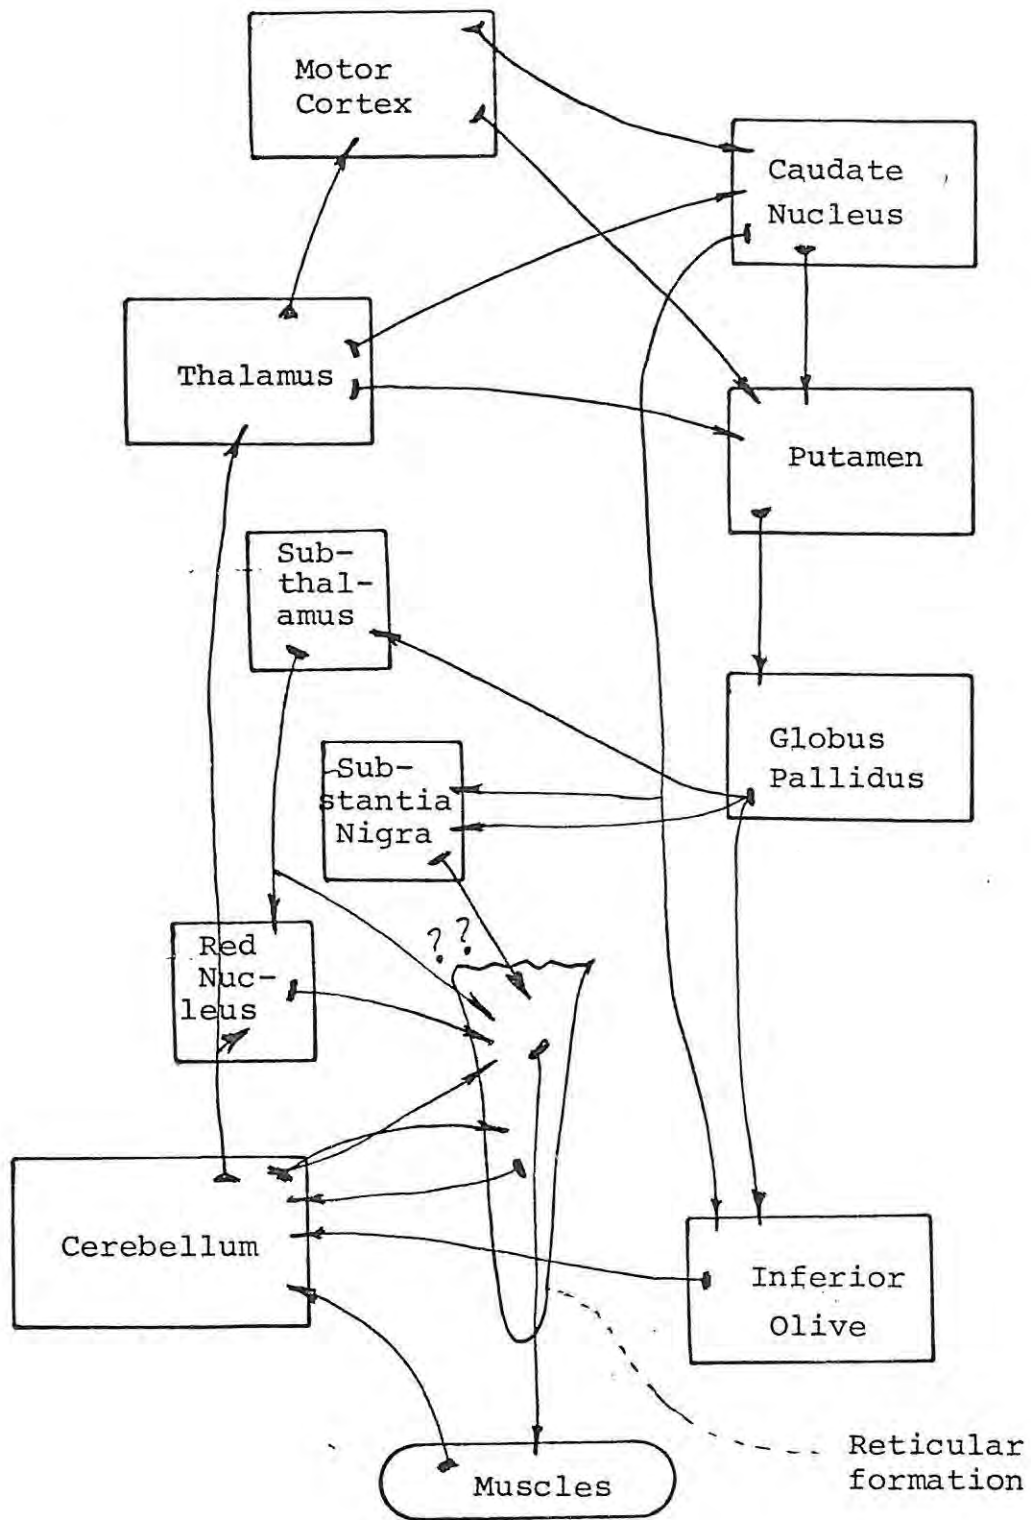 Motor
Cortex
Caudate
Nucleus
Thalamus
Putamen
Sub-
thal-
amus
Globus
Pallidus
Sub-
stantia
Nigra
??
Red
Nuc-
leus
Cerebellum
Inferior
Olive
Reticular
formation
Muscles